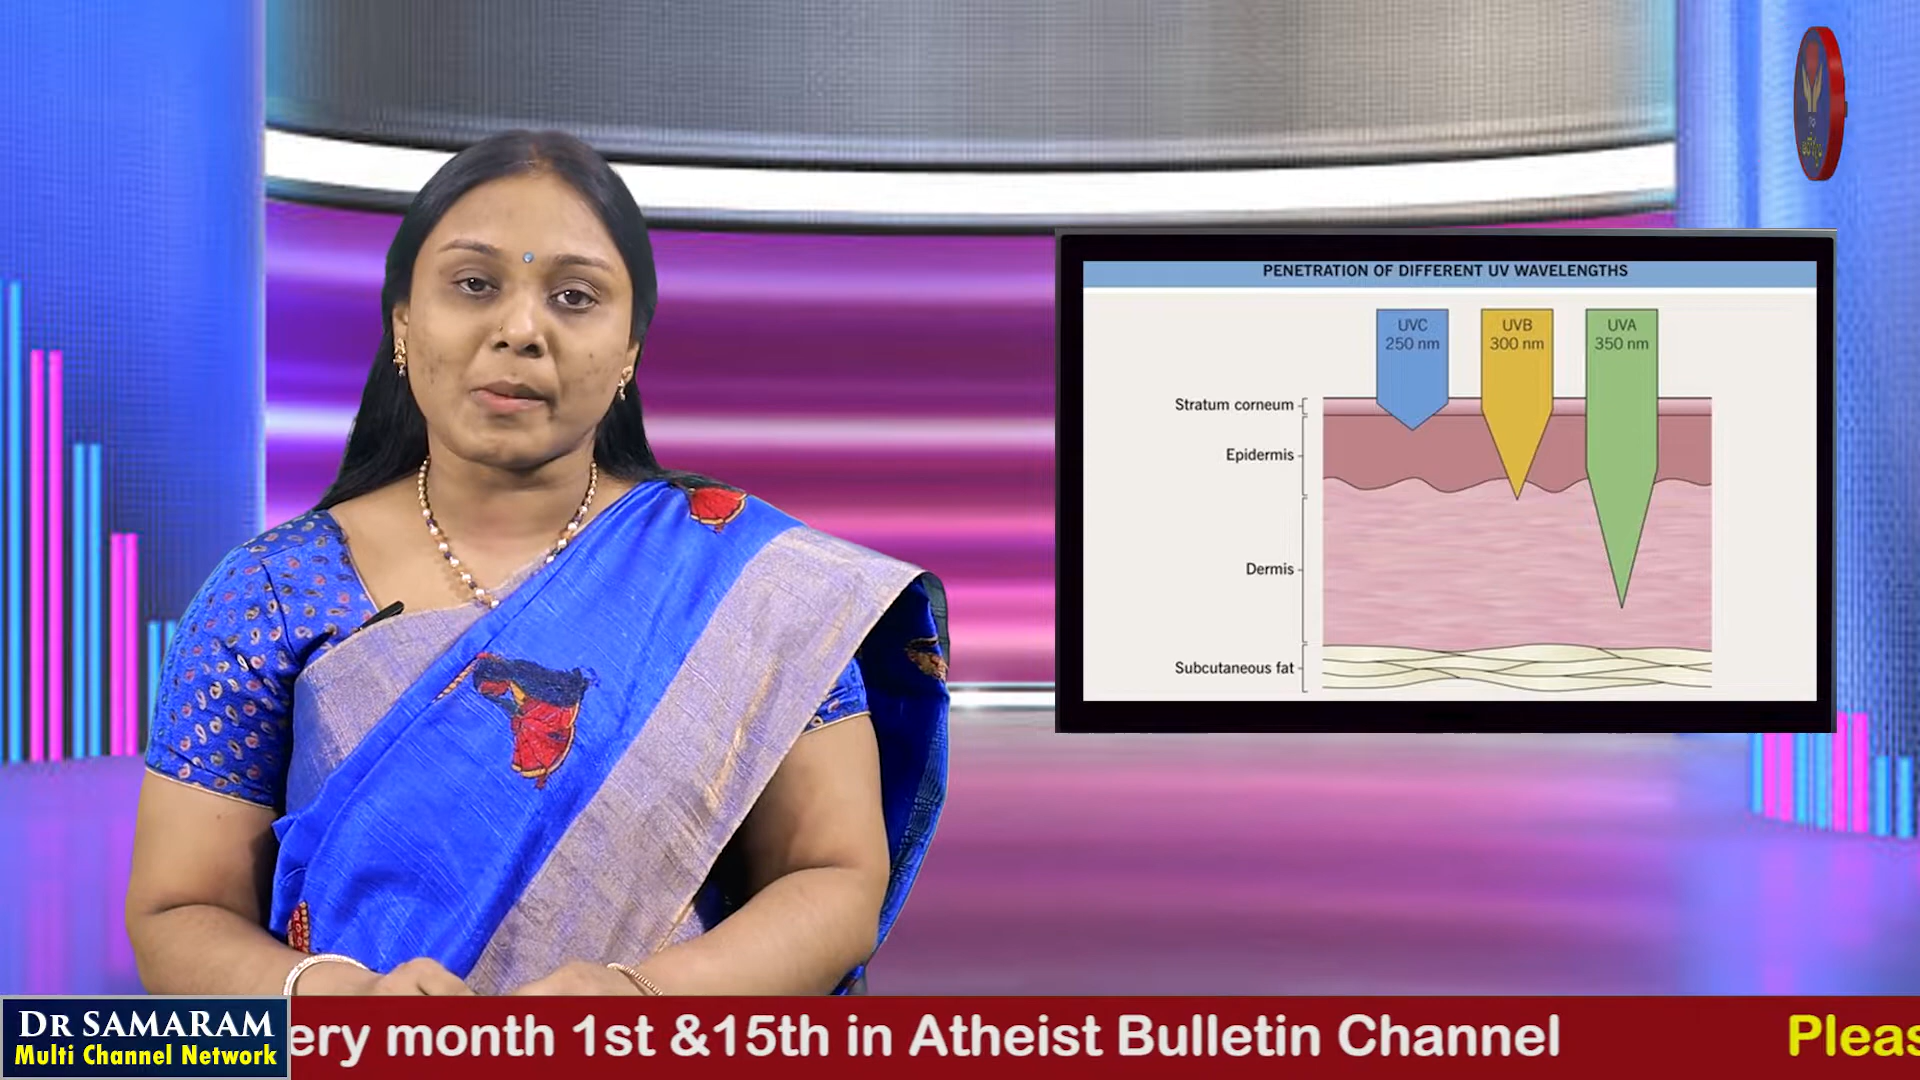 PENETRATION OF DIFFERENT UV WAVELENGTHS
UVC
250 nm
UVB
300 nm
UVA
350 nm
Stratum corneum
Epidermis
Dermis
Subcutaneous fat
DR SAMARAM
Multi Channel Network
ery month 1st &15th in Atheist Bulletin Channel
Pleas